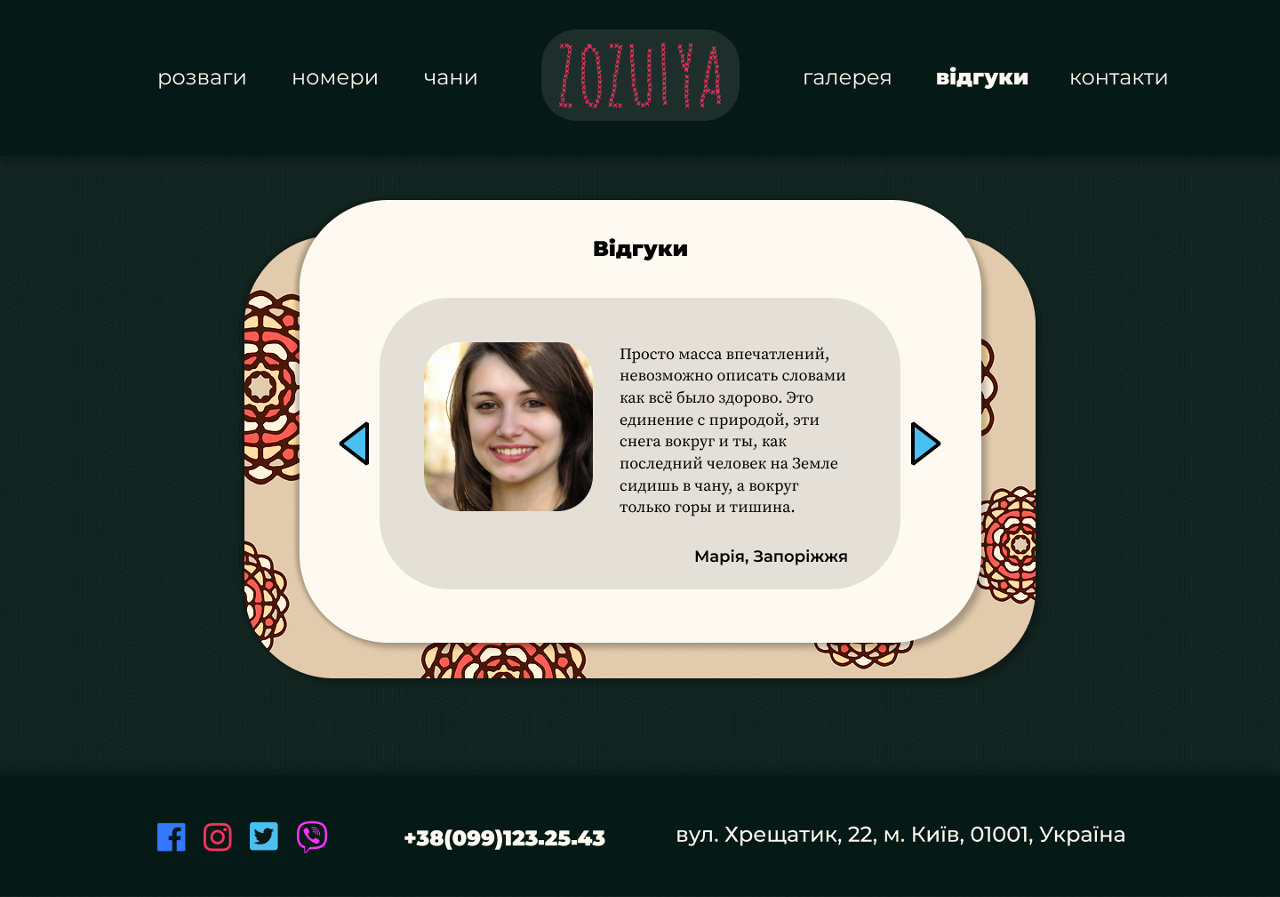 розваги номери чани ZOZULYA галерея відгуки контакти
Відгуки
Просто масса впечатлений,
невозможно описать словами
как всё было здорово. Это
единение с природой, эти
снега вокруг и ты, как
последний человек на Земле
сидишь в чану, а вокруг
только горы и тишина.
Марія, Запоріжжя
+38(099)123.25.43 вул. Хрещатик, 22, м. Київ, 01001, Україна